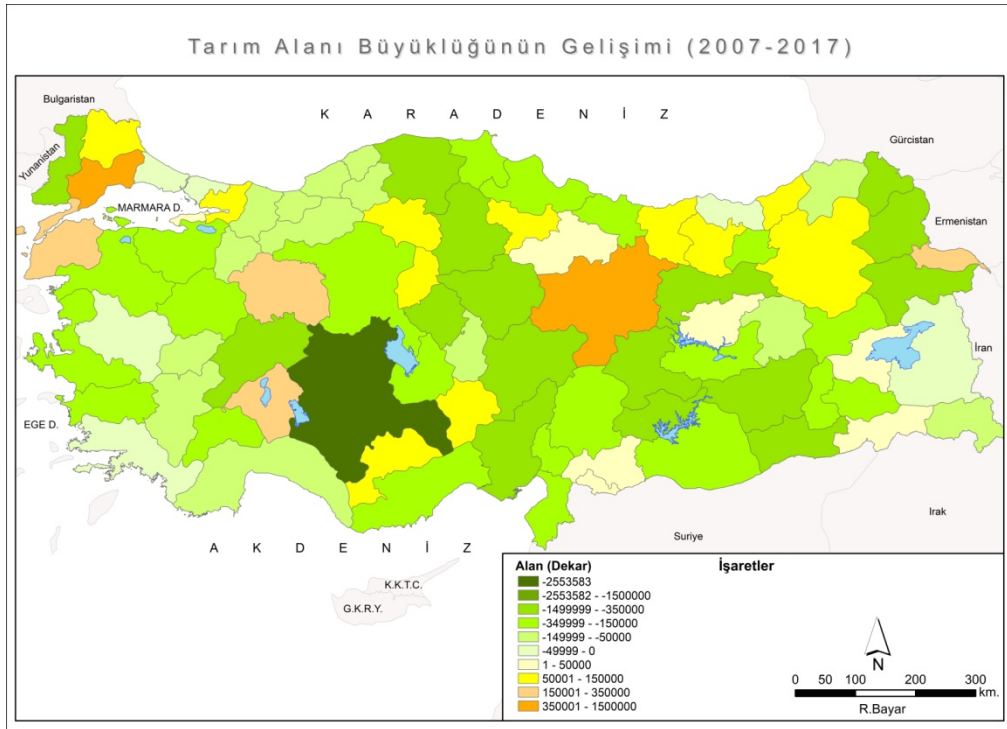 Tarım Alanı Büyüklüğünün Gelişimi (2007-2017)
Bulgaristan
K A R A D E N İ Z
Gürcistan
Yunanistan
MARMARA D.
Ermenistan
İran
EGE D.
Irak
Suriye
A K D E N İ Z
K.K.T.C.
G.K.R.Y.
Alan (Dekar)
İşaretler
-2553583
-2553582 - -1500000
-1499999 - -350000
-349999 - -150000
-149999 - -50000
-49999 - 0
1 - 50000
50001 - 150000
150001 - 350000
350001 - 1500000
N
0 50 100 200 300
km.
R.Bayar